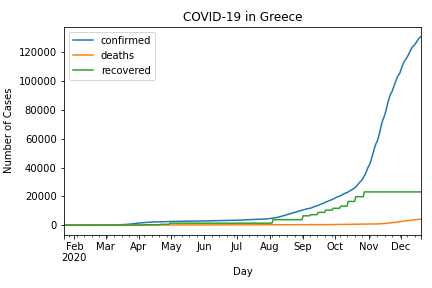 COVID-19 in Greece
confirmed
deaths
recovered
Number of Cases
120000
100000
80000
60000
40000
20000
0
Feb Mar Apr May Jun Jul Aug Sep Oct Nov Dec
2020
Day